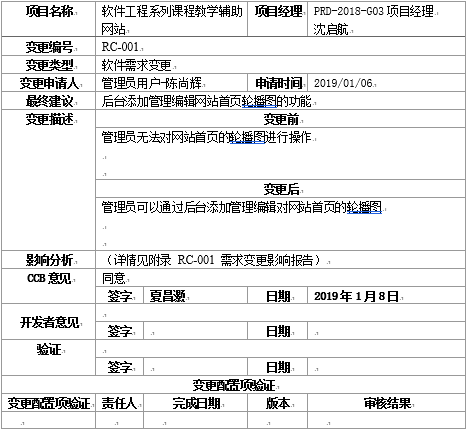 项目名称 软件工程系列课程教学辅助 项目经理 PRD-2018-G03 项目经理
网站 沈启航
变更编号 RC-001
变更类型 软件需求变更
变更申请人 管理员用户-陈尚辉 申请时间 2019/01/06
最终建议 后台添加管理编辑网站首页轮播图的功能
变更描述 变更前
管理员无法对网站首页的轮播图进行操作
变更后
管理员可以通过后台添加管理编辑对网站首页的轮播图
影响分析 （详情见附录 RC-001 需求变更影响报告）
CCB 意见 同意
签字 夏昌灏 日期 2019 年 1 月 8 日
开发者意见
签字 日期
验证
签字 日期
变更配置项验证
变更配置项验证 责任人 完成日期 版本 审核结果